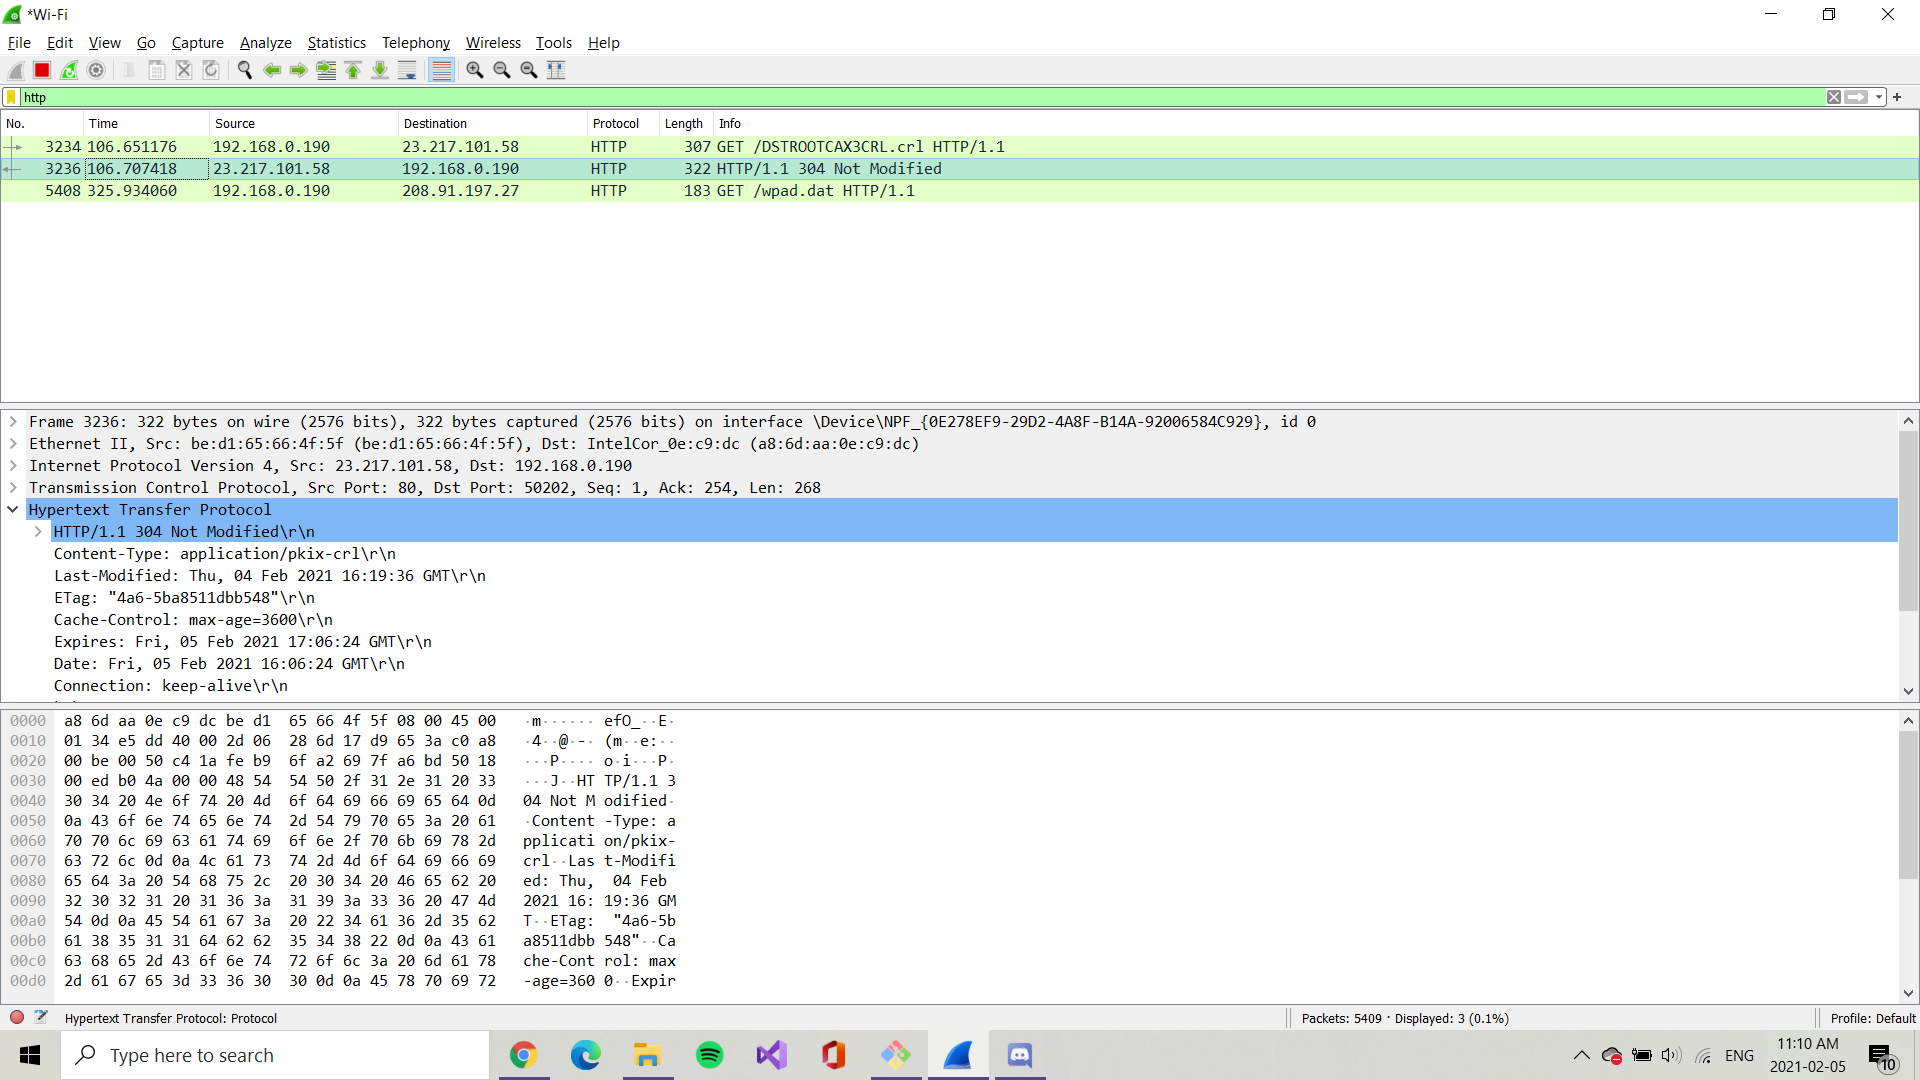 *Wi-Fi
File Edit View Go Capture Analyze Statistics Telephony Wireless Tools Help
http
No. Time Source Destination Protocol Length Info
3234 106.651176 192.168.0.190 23.217.101.58 HTTP 307 GET /DSTROOTCAX3CRL.crl HTTP/1.1
3236 106.707418 23.217.101.58 192.168.0.190 HTTP 322 HTTP/1.1 304 Not Modified
5408 325.934060 192.168.0.190 208.91.197.27 HTTP 183 GET /wpad.dat HTTP/1.1
Frame 3236: 322 bytes on wire (2576 bits), 322 bytes captured (2576 bits) on interface \Device\NPF_{0E278EF9-29D2-4A8F-B14A-92006584C929}, id 0
Ethernet II, Src: be:d1:65:66:4f:5f (be:d1:65:66:4f:5f), Dst: IntelCor_0e:c9:dc (a8:6d:aa:0e:c9:dc)
Internet Protocol Version 4, Src: 23.217.101.58, Dst: 192.168.0.190
Transmission Control Protocol, Src Port: 80, Dst Port: 50202, Seq: 1, Ack: 254, Len: 268
Hypertext Transfer Protocol
HTTP/1.1 304 Not Modified\r\n
Content-Type: application/pkix-crl\r\n
Last-Modified: Thu, 04 Feb 2021 16:19:36 GMT\r\n
ETag: "4a6-5ba8511dbb548"\r\n
Cache-Control: max-age=3600\r\n
Expires: Fri, 05 Feb 2021 17:06:24 GMT\r\n
Date: Fri, 05 Feb 2021 16:06:24 GMT\r\n
Connection: keep-alive\r\n
0000 a8 6d aa 0e c9 dc be d1 65 66 4f 5f 08 00 45 00 ·m······ efO_··E·
0010 01 34 e5 dd 40 00 2d 06 28 6d 17 d9 65 3a c0 a8 ·4··@·-· (m··e:··
0020 00 be 00 50 c4 1a fe b9 6f a2 69 7f a6 bd 50 18 ···P···· o·i···P·
0030 00 ed b0 4a 00 00 48 54 54 50 2f 31 2e 31 20 33 ···J··HT TP/1.1 3
0040 30 34 20 4e 6f 74 20 4d 6f 64 69 66 69 65 64 0d 04 Not M odified·
0050 0a 43 6f 6e 74 65 6e 74 2d 54 79 70 65 3a 20 61 ·Content -Type: a
0060 70 70 6c 69 63 61 74 69 6f 6e 2f 70 6b 69 78 2d pplicati on/pkix-
0070 63 72 6c 0d 0a 4c 61 73 74 2d 4d 6f 64 69 66 69 crl··Las t-Modifi
0080 65 64 3a 20 54 68 75 2c 20 30 34 20 46 65 62 20 ed: Thu,  04 Feb
0090 32 30 32 31 20 31 36 3a 31 39 3a 33 36 20 47 4d 2021 16: 19:36 GM
00a0 54 0d 0a 45 54 61 67 3a 20 22 34 61 36 2d 35 62 T··ETag:  "4a6-5b
00b0 61 38 35 31 31 64 62 62 35 34 38 22 0d 0a 43 61 a8511dbb 548"··Ca
00c0 63 68 65 2d 43 6f 6e 74 72 6f 6c 3a 20 6d 61 78 che-Cont rol: max
00d0 2d 61 67 65 3d 33 36 30 30 0d 0a 45 78 70 69 72 -age=360 0··Expir
Hypertext Transfer Protocol: Protocol
Packets: 5409 · Displayed: 3 (0.1%)
Profile: Default
Type here to search
ENG
11:10 AM
2021-02-05
10